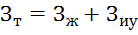 Зт = Зж + Зиу